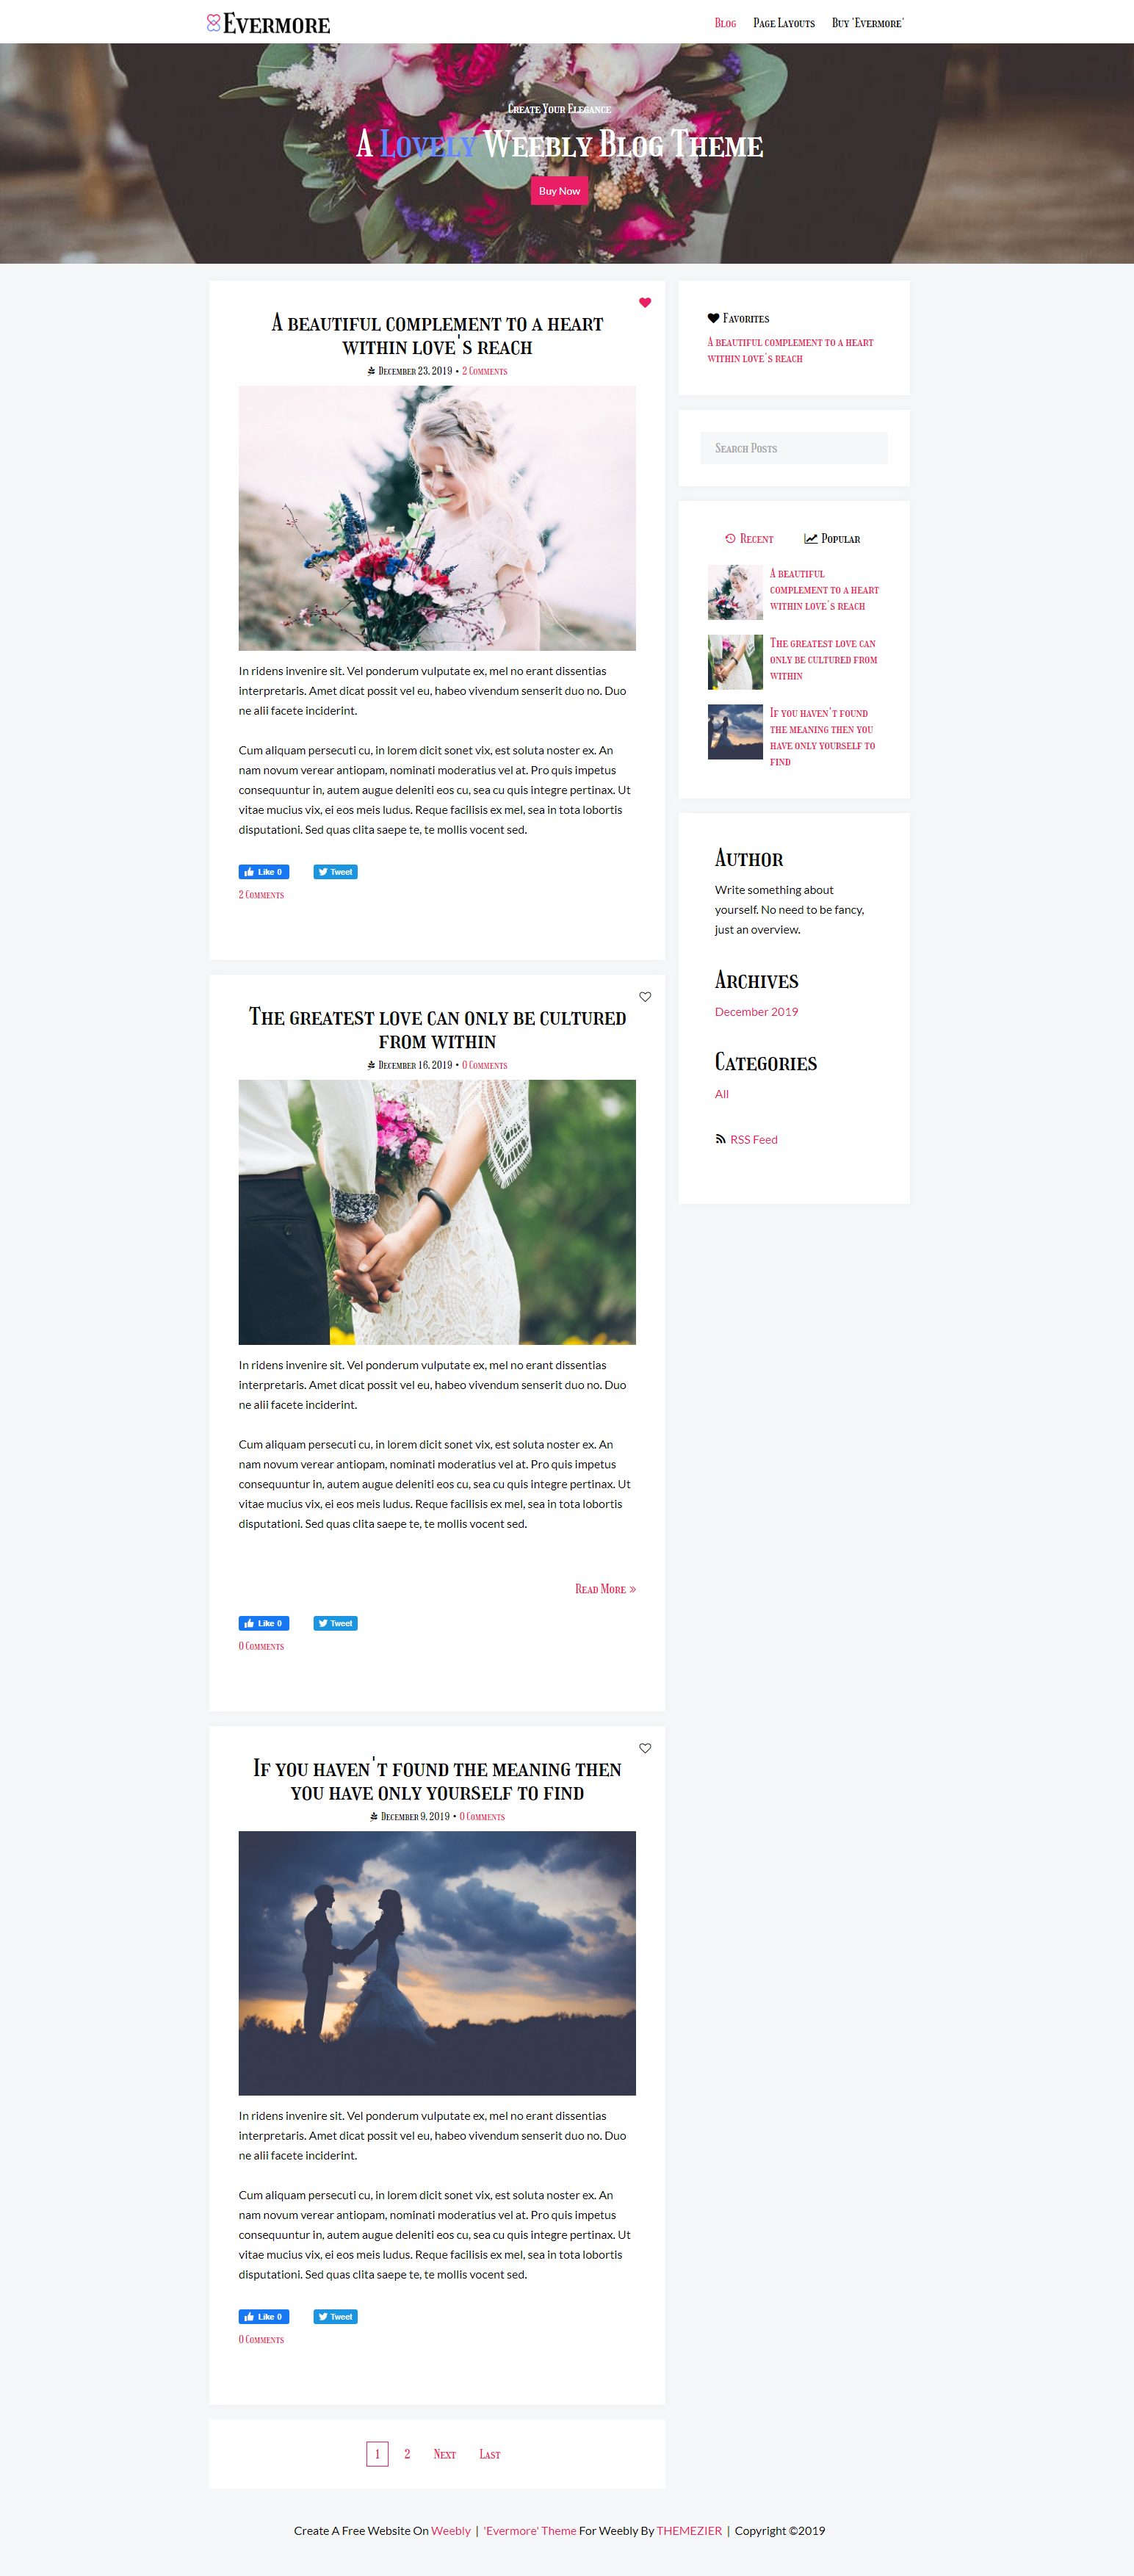 Evermore
Blog
Page Layouts
Buy 'Evermore'
Create Your Elegance
A Lovely Weebly Blog Theme
Buy Now
A beautiful complement to a heart
within love's reach
December 23, 2019 • 2 Comments
In ridens invenire sit. Vel ponderum vulputate ex, mel no erant dissentias
interpretaris. Amet dicat possit vel eu, habeo vivendum senserit duo no. Duo
ne alii facete inciderint.
Cum aliquam persecuti cu, in lorem dicit sonet vix, est soluta noster ex. An
nam novum verear antiopam, nominati moderatius vel at. Pro quis impetus
consequuntur in, autem augue deleniti eos cu, sea cu quis integre pertinax. Ut
vitae mucius vix, ei eos meis ludus. Reque facilisis ex mel, sea in tota lobortis
disputationi. Sed quas clita saepe te, te mollis vocent sed.
Like 0
Tweet
2 Comments
The greatest love can only be cultured
from within
December 16, 2019 • 0 Comments
In ridens invenire sit. Vel ponderum vulputate ex, mel no erant dissentias
interpretaris. Amet dicat possit vel eu, habeo vivendum senserit duo no. Duo
ne alii facete inciderint.
Cum aliquam persecuti cu, in lorem dicit sonet vix, est soluta noster ex. An
nam novum verear antiopam, nominati moderatius vel at. Pro quis impetus
consequuntur in, autem augue deleniti eos cu, sea cu quis integre pertinax. Ut
vitae mucius vix, ei eos meis ludus. Reque facilisis ex mel, sea in tota lobortis
disputationi. Sed quas clita saepe te, te mollis vocent sed.
Read More »
Like 0
Tweet
0 Comments
If you haven't found the meaning then
you have only yourself to find
December 9, 2019 • 0 Comments
In ridens invenire sit. Vel ponderum vulputate ex, mel no erant dissentias
interpretaris. Amet dicat possit vel eu, habeo vivendum senserit duo no. Duo
ne alii facete inciderint.
Cum aliquam persecuti cu, in lorem dicit sonet vix, est soluta noster ex. An
nam novum verear antiopam, nominati moderatius vel at. Pro quis impetus
consequuntur in, autem augue deleniti eos cu, sea cu quis integre pertinax. Ut
vitae mucius vix, ei eos meis ludus. Reque facilisis ex mel, sea in tota lobortis
disputationi. Sed quas clita saepe te, te mollis vocent sed.
Like 0
Tweet
0 Comments
1 2 Next Last
Favorites
A beautiful complement to a heart
within love's reach
Search Posts
Recent
Popular
A beautiful
complement to a heart
within love's reach
The greatest love can
only be cultured from
within
If you haven't found
the meaning then you
have only yourself to
find
Author
Write something about
yourself. No need to be fancy,
just an overview.
Archives
December 2019
Categories
All
RSS Feed
Create A Free Website On Weebly | 'Evermore' Theme For Weebly By THEMEZIER | Copyright ©2019